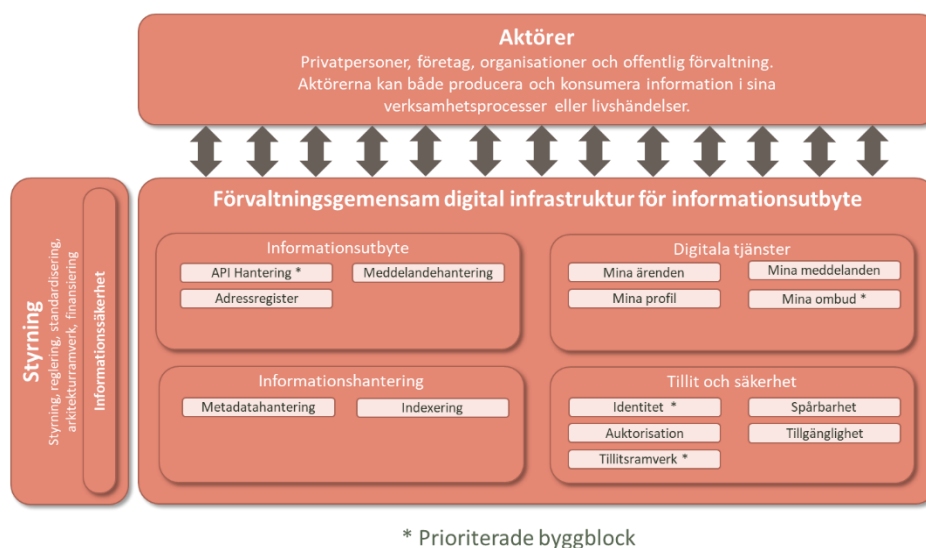 Aktörer
Privatpersoner, företag, organisationer och offentlig förvaltning.
Aktörerna kan både producera och konsumera information i sina
verksamhetsprocesser eller livshändelser.
Styrning
Styrning, reglering, standardisering,
arkitekturramverk, finansiering
Informationssäkerhet
Förvaltningsgemensam digital infrastruktur för informationsutbyte
Informationsutbyte
API Hantering *
Meddelandehantering
Adressregister
Digitala tjänster
Mina ärenden
Mina meddelanden
Mina profil
Mina ombud *
Informationshantering
Metadatahantering
Indexering
Tillit och säkerhet
Identitet *
Spårbarhet
Auktorisation
Tillgänglighet
Tillitsramverk *
* Prioriterade byggblock